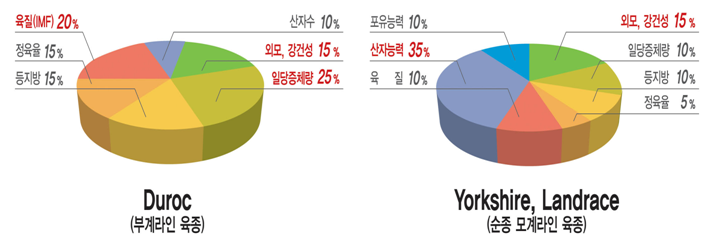 육질(IMF) 20%
정육율 15%
등지방 15%
산자수 10%
외모, 강건성 15%
일당증체량 25%
Duroc
(부계라인 육종)
포유능력 10%
산자능력 35%
육 질 10%
외모, 강건성 15%
일당증체량 10%
등지방 10%
정육율 5%
Yorkshire, Landrace
(순종 모계라인 육종)